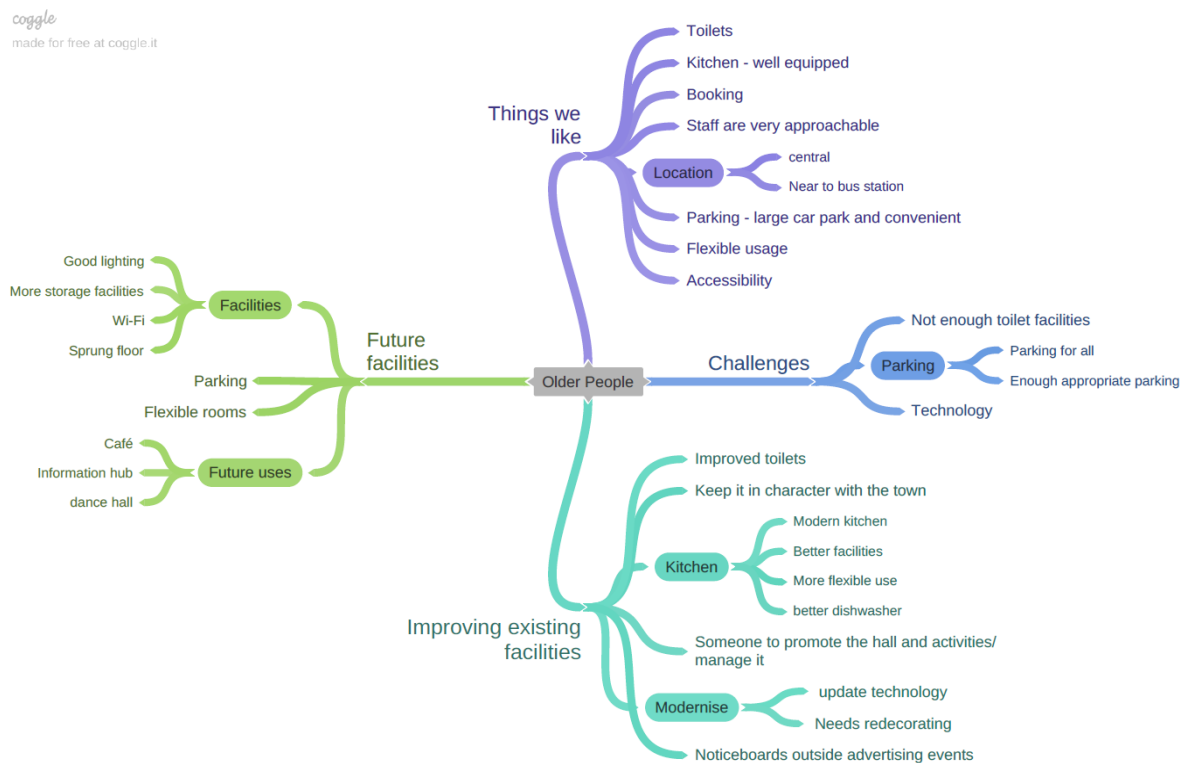 coggle
made for free at coggle.it
Things we
like
Toilets
Kitchen - well equipped
Booking
Staff are very approachable
Location
central
Near to bus station
Parking - large car park and convenient
Flexible usage
Accessibility
Good lighting
More storage facilities
Wi-Fi
Sprung floor
Facilities
Future
facilities
Parking
Flexible rooms
Café
Information hub
dance hall
Future uses
Older People
Challenges
Not enough toilet facilities
Parking
Parking for all
Enough appropriate parking
Technology
Improving existing
facilities
Improved toilets
Keep it in character with the town
Kitchen
Modern kitchen
Better facilities
More flexible use
better dishwasher
Someone to promote the hall and activities/
manage it
Modernise
update technology
Needs redecorating
Noticeboards outside advertising events